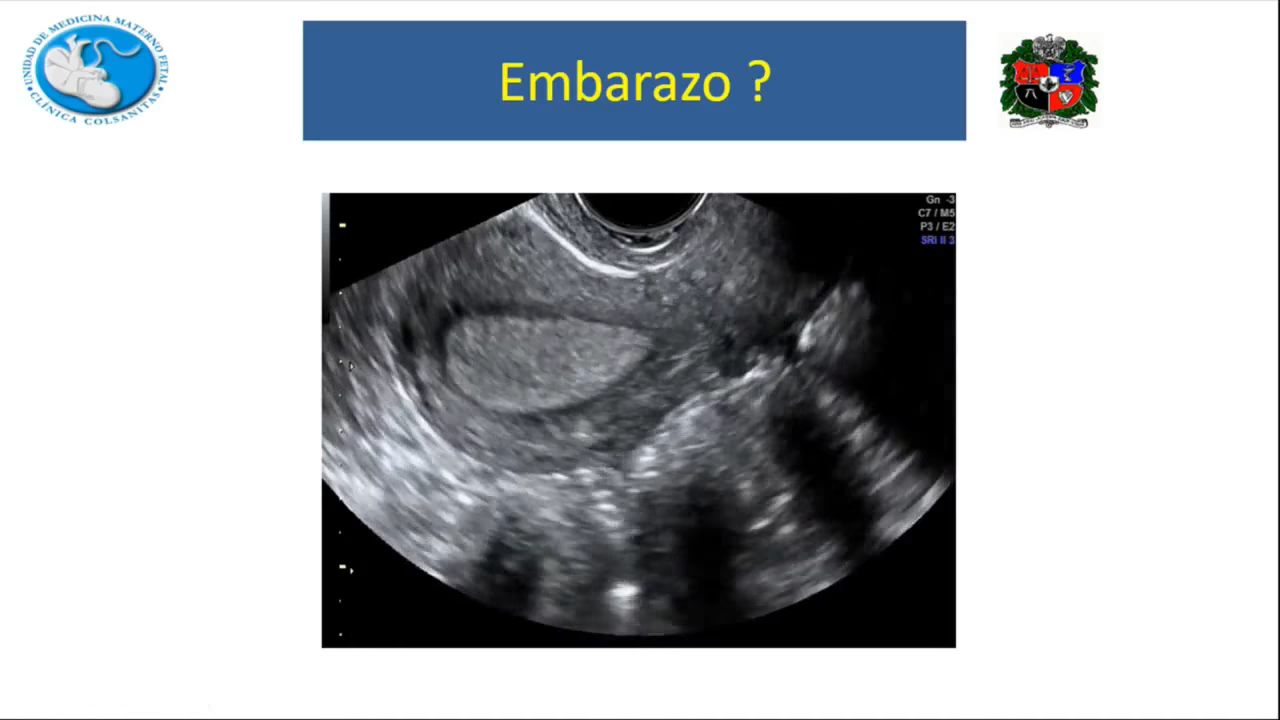 UNIDAD DE MEDICINA MATERNO FETAL
CLÍNICA COLSANITAS
Embarazo ?
Gn -3
C7 / M5
P3 / E2
SRI II 3